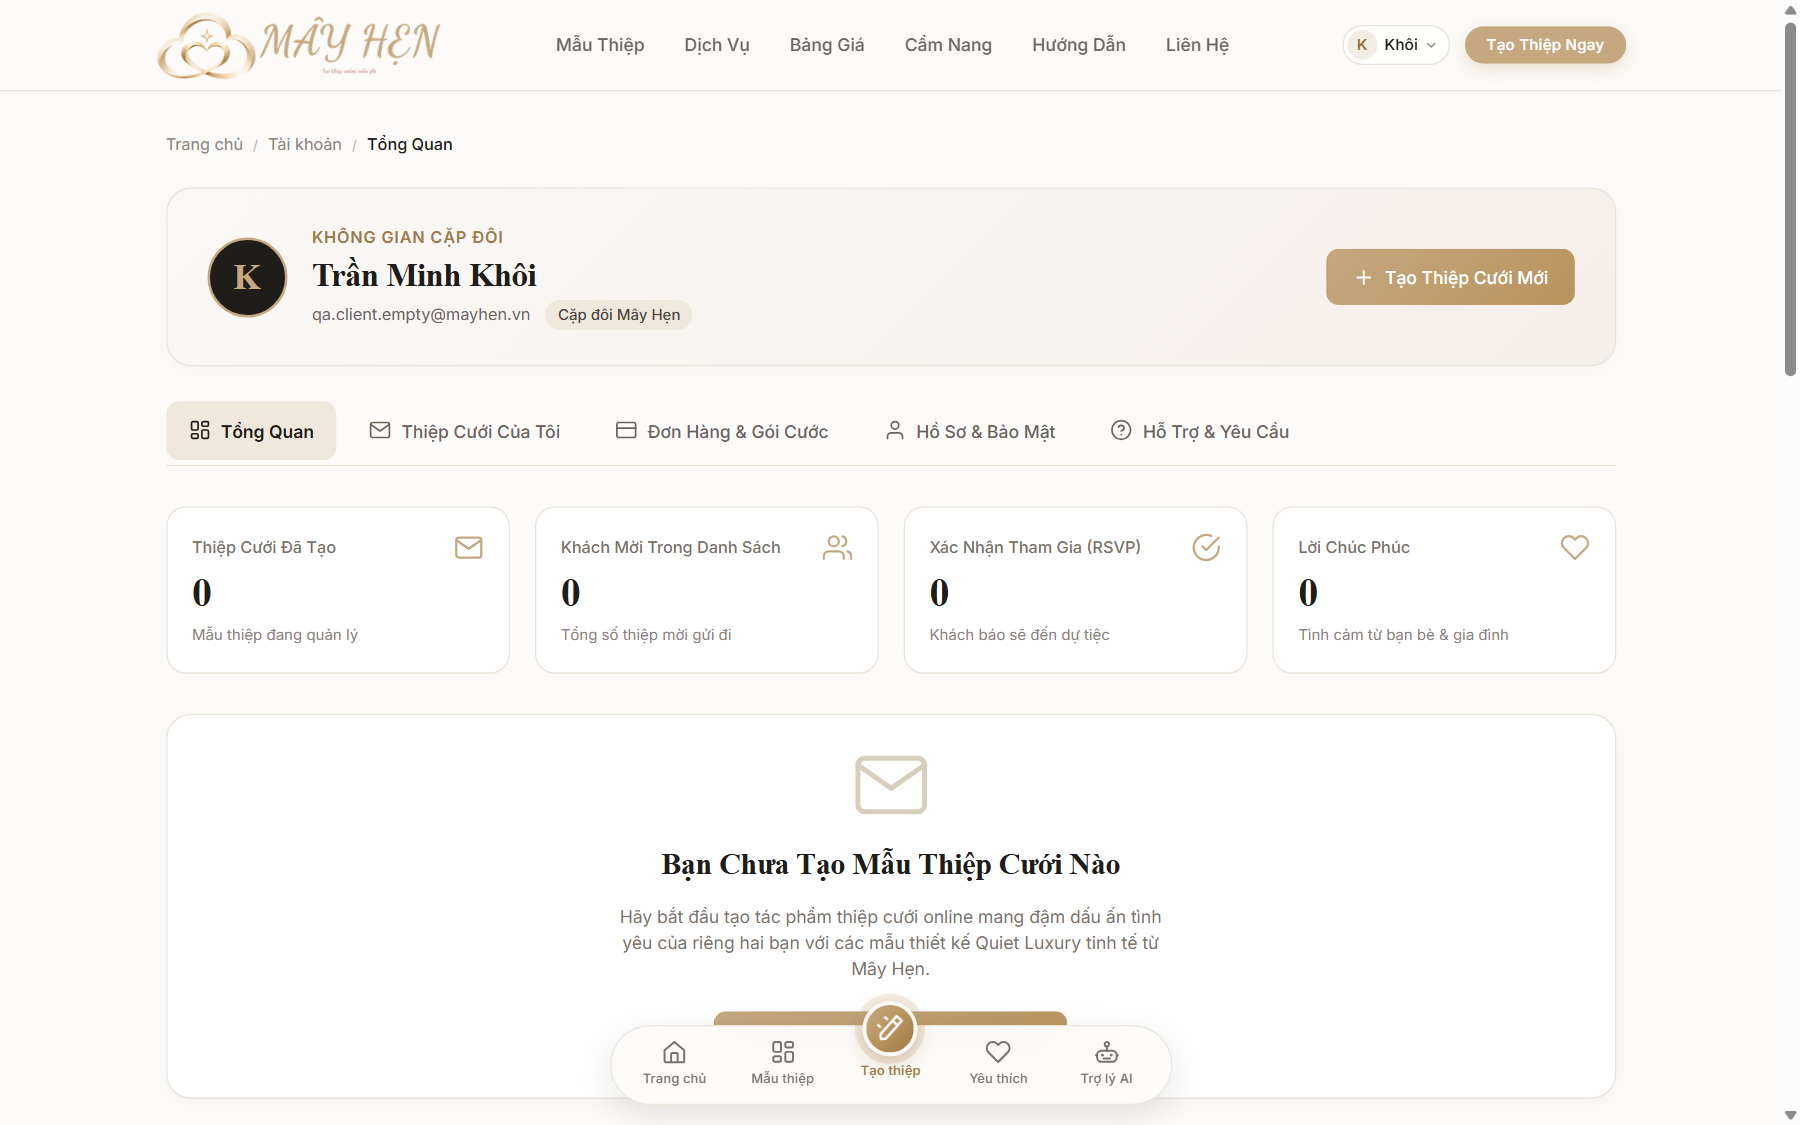 MÂY HẸN
Mẫu Thiệp
Dịch Vụ
Bảng Giá
Cẩm Nang
Hướng Dẫn
Liên Hệ
K
Khôi
Tạo Thiệp Ngay
Trang chủ / Tài khoản / Tổng Quan
K
KHÔNG GIAN CẶP ĐÔI
Trần Minh Khôi
qa.client.empty@mayhen.vn
Cặp đôi Mây Hẹn
Tạo Thiệp Cưới Mới
Tổng Quan
Thiệp Cưới Của Tôi
Đơn Hàng & Gói Cước
Hồ Sơ & Bảo Mật
Hỗ Trợ & Yêu Cầu
Thiệp Cưới Đã Tạo
0
Mẫu thiệp đang quản lý
Khách Mời Trong Danh Sách
0
Tổng số thiệp mời gửi đi
Xác Nhận Tham Gia (RSVP)
0
Khách báo sẽ đến dự tiệc
Lời Chúc Phúc
0
Tình cảm từ bạn bè & gia đình
Bạn Chưa Tạo Mẫu Thiệp Cưới Nào
Hãy bắt đầu tạo tác phẩm thiệp cưới online mang đậm dấu ấn tình
yêu của riêng hai bạn với các mẫu thiết kế Quiet Luxury tinh tế từ
Mây Hẹn.
Trang chủ
Mẫu thiệp
Tạo thiệp
Yêu thích
Trợ lý AI